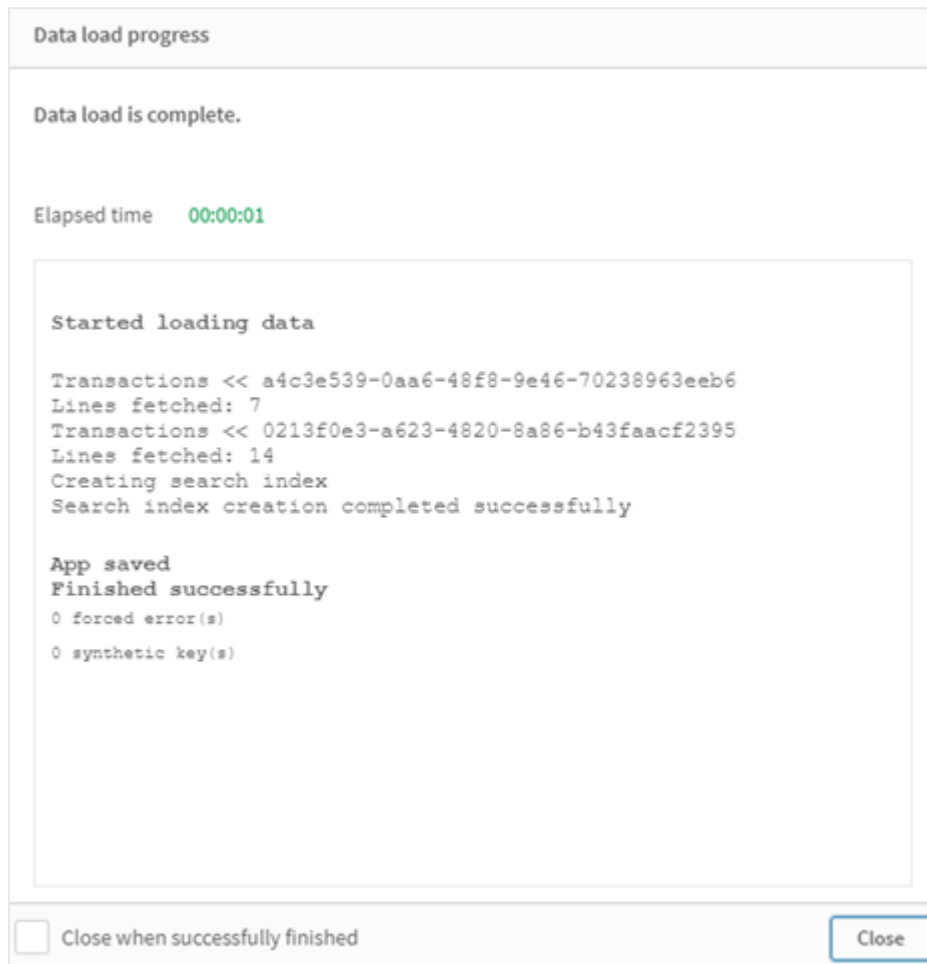 Data load progress
Data load is complete.
Elapsed time 00:00:01
Started loading data
Transactions << a4c3e539-0aa6-48f8-9e46-70238963eeb6
Lines fetched: 7
Transactions << 0213f0e3-a623-4820-8a86-b43faacf2395
Lines fetched: 14
Creating search index
Search index creation completed successfully
App saved
Finished successfully
0 forced error(s)
0 synthetic key(s)
Close when successfully finished
Close